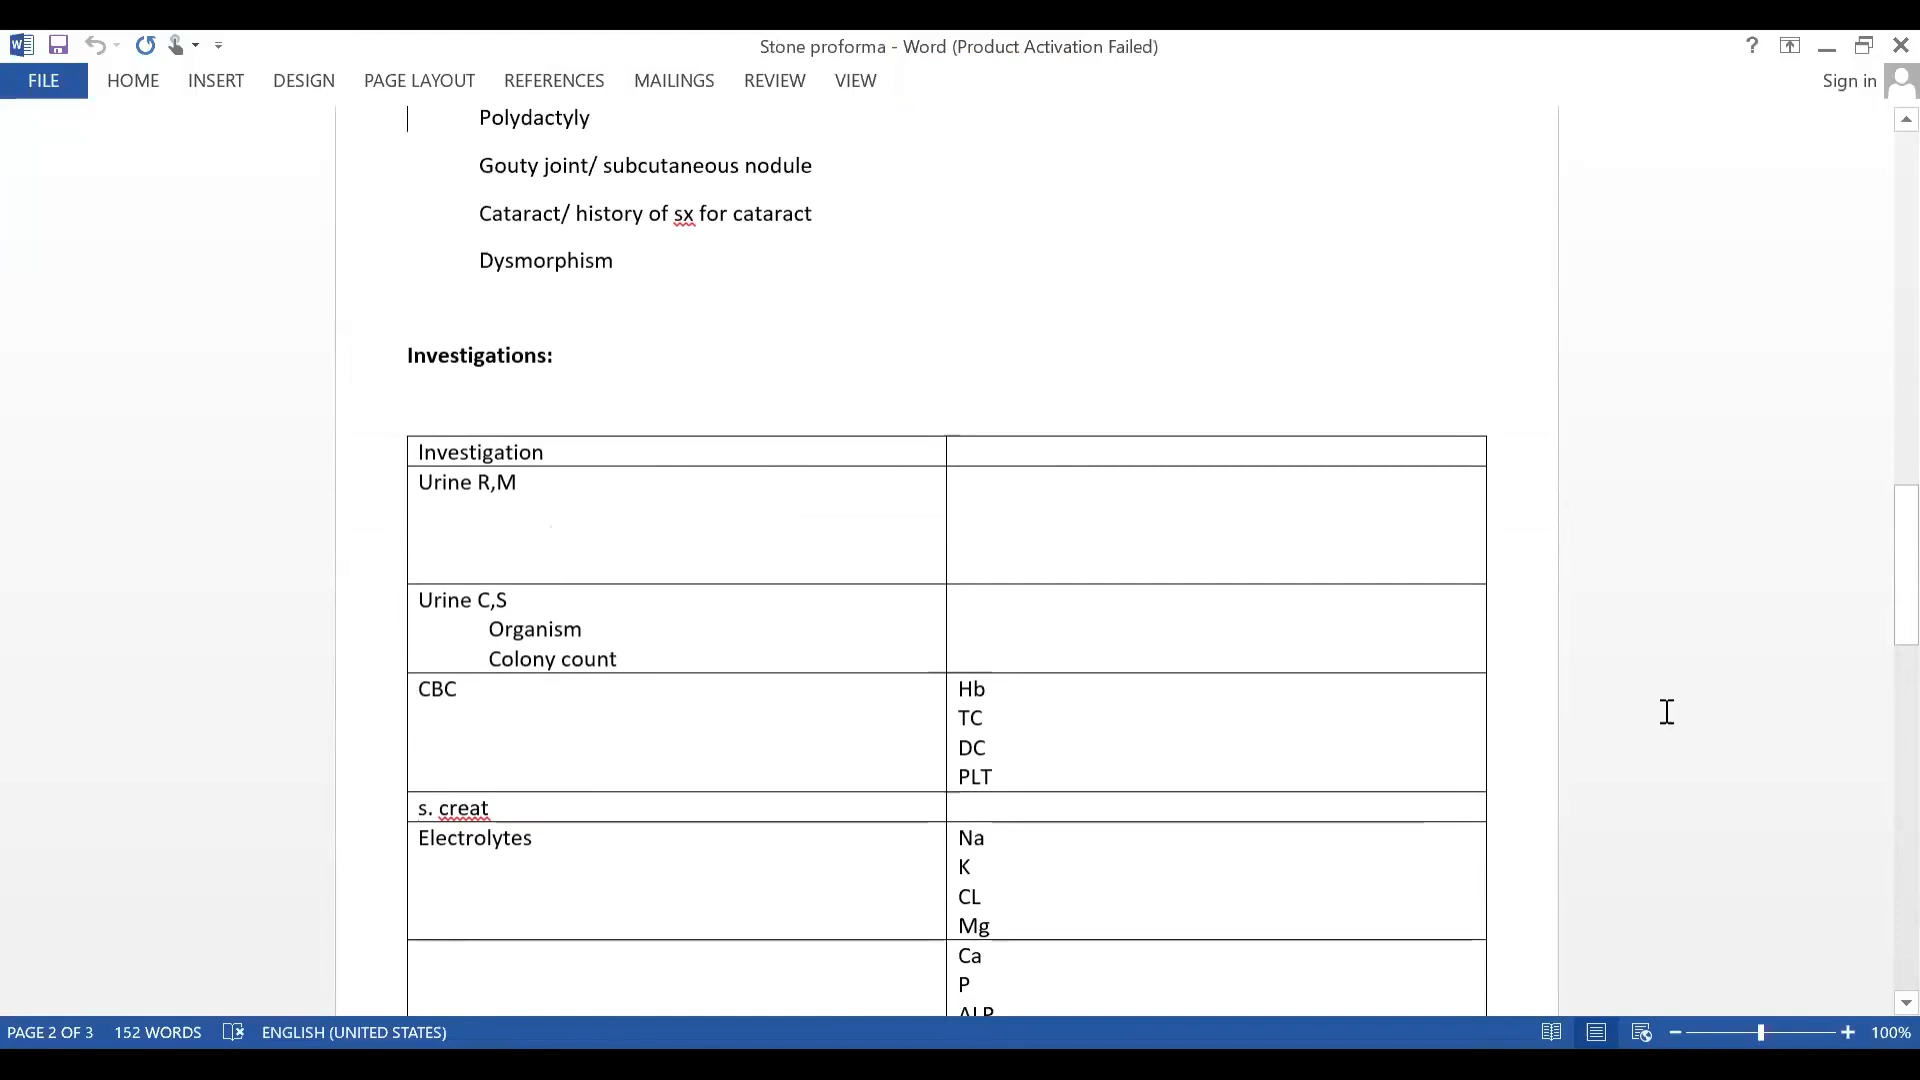 Stone proforma - Word (Product Activation Failed)
FILE HOME INSERT DESIGN PAGE LAYOUT REFERENCES MAILINGS REVIEW VIEW Sign in
Polydactyly
Gouty joint/ subcutaneous nodule
Cataract/ history of sx for cataract
Dysmorphism
Investigations:
Investigation
Urine R,M
Urine C,S
Organism
Colony count
CBC
Hb
TC
DC
PLT
s. creat
Electrolytes
Na
K
CL
Mg
Ca
P
ALP
PAGE 2 OF 3 152 WORDS ENGLISH (UNITED STATES) 100%